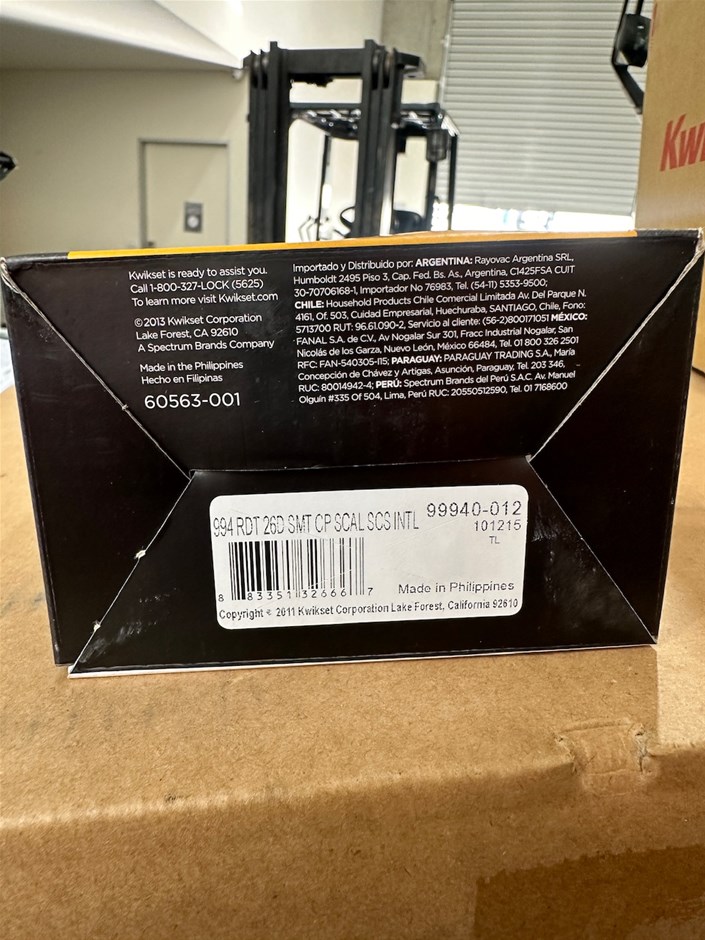 Kwikset is ready to assist you.
Call 1-800-327-LOCK (5625)
To learn more visit Kwikset.com
©2013 Kwikset Corporation
Lake Forest, CA 92610
A Spectrum Brands Company
Made in the Philippines
Hecho en Filipinas
60563-001
Importado y Distribuido por: ARGENTINA: Rayovac Argentina SRL,
Humboldt 2495 Piso 3, Cap. Fed. Bs. As., Argentina, C1425FSA CUIT
30-70706168-1, Importador No 76983, Tel. (54-11) 5353-9500;
CHILE: Household Products Chile Comercial Limitada Av. Del Parque N.
4161, Of. 503, Cuidad Empresarial, Huechuraba, SANTIAGO, Chile, Fono:
5713700 RUT: 96.61.090-2, Servicio al cliente: (56-2)800171051 MÉXICO:
FANAL S.A. de C.V., Av Nogalar Sur 301, Fracc Industrial Nogalar, San
Nicolás de los Garza, Nuevo León, México 66484, Tel. 01 800 326 2501
RFC: FAN-540305-I15; PARAGUAY: PARAGUAY TRADING S.A., María
Concepción de Chávez y Artigas, Asunción, Paraguay. Tel. 203 346,
RUC: 80014942-4; PERÚ: Spectrum Brands del Perú S.A.C. Av. Manuel
Olguín #335 Of 504, Lima, Perú RUC: 20550512590, Tel. 01 7168600
994 RDT 26D SMT CP SCAL SCS INTL 99940-012
101215
TL
8 83351 32666 7
Made in Philippines
Copyright © 2011 Kwikset Corporation Lake Forest, California 92610